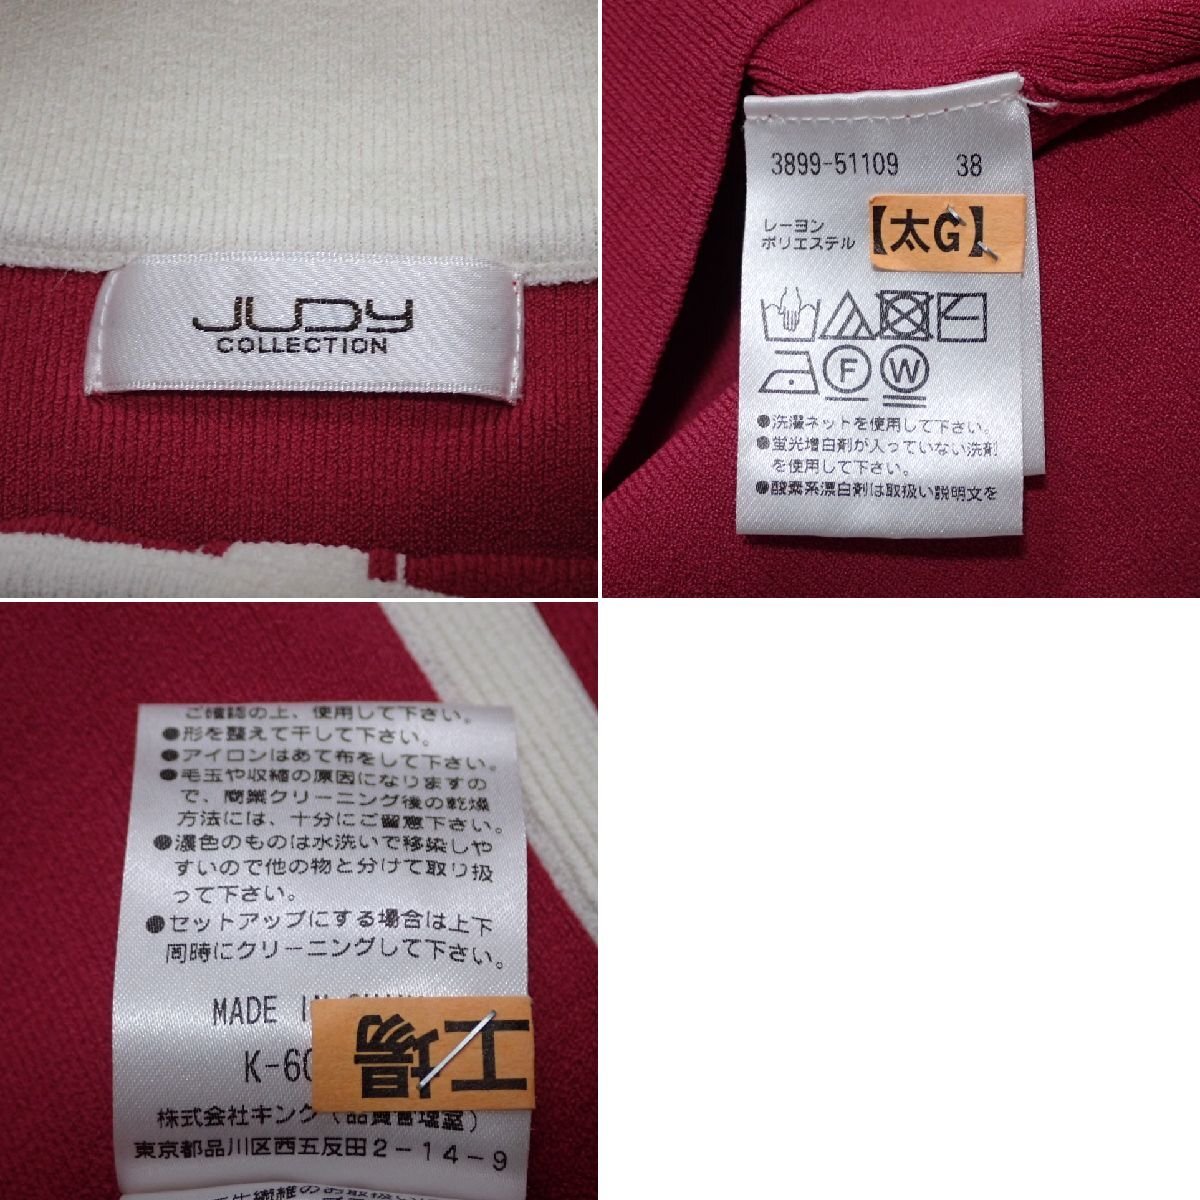 JUDY
COLLECTION
3899-51109 38
レーヨン
ポリエステル
【太G】
F W
●洗濯ネットを使用して下さい。
●蛍光増白剤が入っていない洗剤
を使用して下さい。
●酸素系漂白剤は取扱い説明文を
ご確認の上、使用して下さい。
●形を整えて干して下さい。
●アイロンはあて布をして下さい。
●毛玉や収縮の原因になりますの
で、商業クリーニング後の乾燥
方法には、十分にご留意下さい。
●濃色のものは水洗いで移染しや
すいので他の物と分けて取り扱
って下さい。
●セットアップにする場合は上下
同時にクリーニングして下さい。
MADE IN
K-60
工場
株式会社キング(品質管理室)
東京都品川区西五反田2-14-9